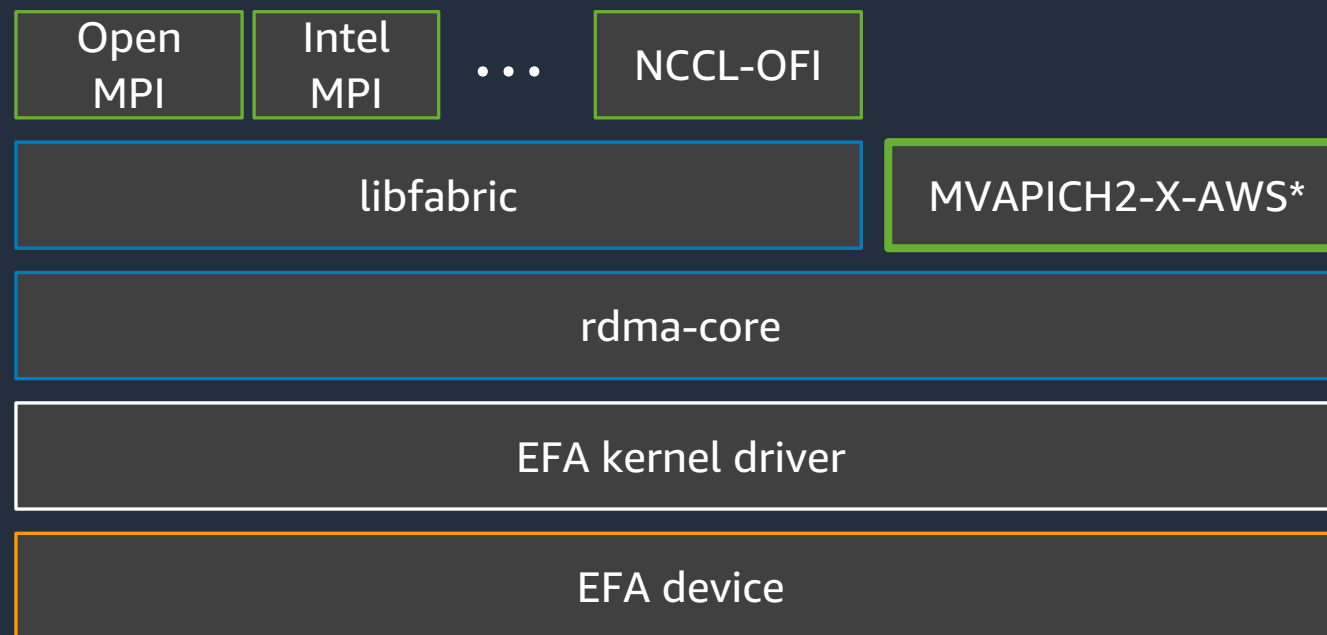 Open
MPI
Intel
MPI
...
NCCL-OFI
libfabric
MVAPICH2-X-AWS*
rdma-core
EFA kernel driver
EFA device